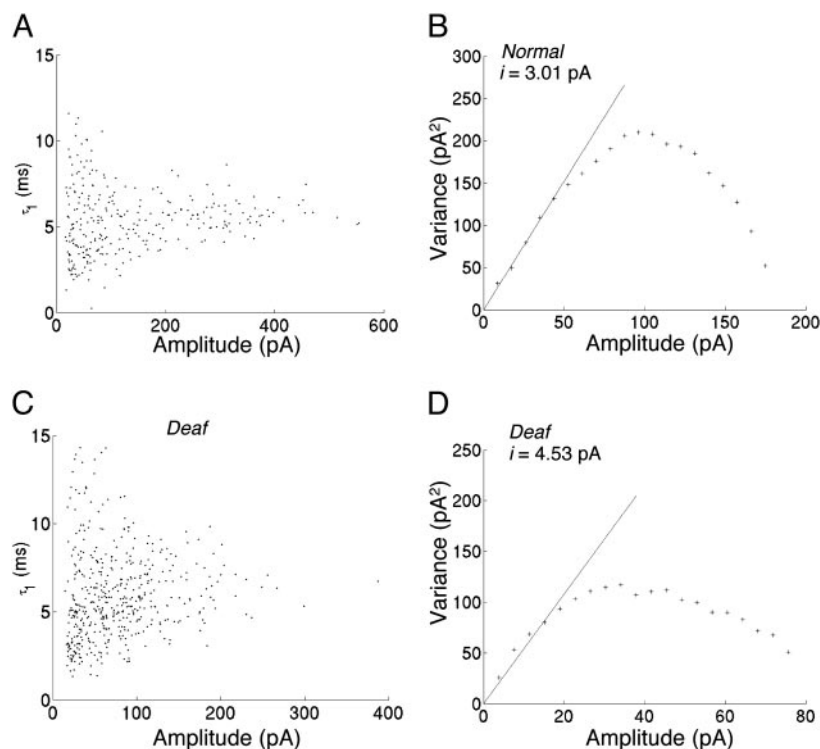 A
15
10
5
0
τ1 (ms)
0 200 400 600
Amplitude (pA)
B
Normal
i = 3.01 pA
300
250
200
150
100
50
0
Variance (pA²)
0 50 100 150 200
Amplitude (pA)
C
Deaf
15
10
5
0
τ1 (ms)
0 100 200 300 400
Amplitude (pA)
D
Deaf
i = 4.53 pA
250
200
150
100
50
0
Variance (pA²)
0 20 40 60 80
Amplitude (pA)